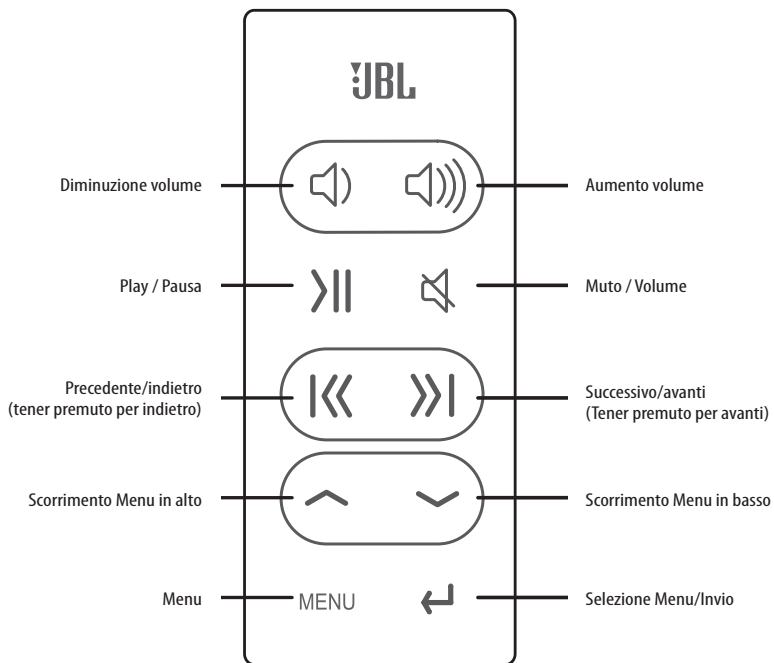 JBL
Diminuzione volume
Aumento volume
Play / Pausa
Muto / Volume
Precedente/indietro
(tener premuto per indietro)
Successivo/avanti
(Tener premuto per avanti)
Scorrimento Menu in alto
Scorrimento Menu in basso
Menu
MENU
Selezione Menu/Invio